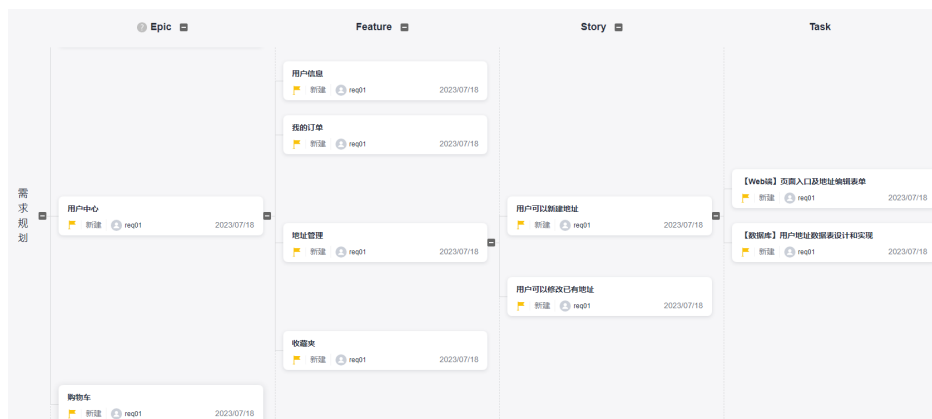 Epic Feature Story Task
用户信息
新建 req01 2023/07/18
我的订单
新建 req01 2023/07/18
【Web端】页面入口及地址编辑表单
新建 req01 2023/07/18
需求规划
用户中心
新建 req01 2023/07/18
用户可以新建地址
新建 req01 2023/07/18
地址管理
新建 req01 2023/07/18
【数据库】用户地址数据表设计和实现
新建 req01 2023/07/18
用户可以修改已有地址
新建 req01 2023/07/18
收藏夹
新建 req01 2023/07/18
购物车
新建 req01 2023/07/18